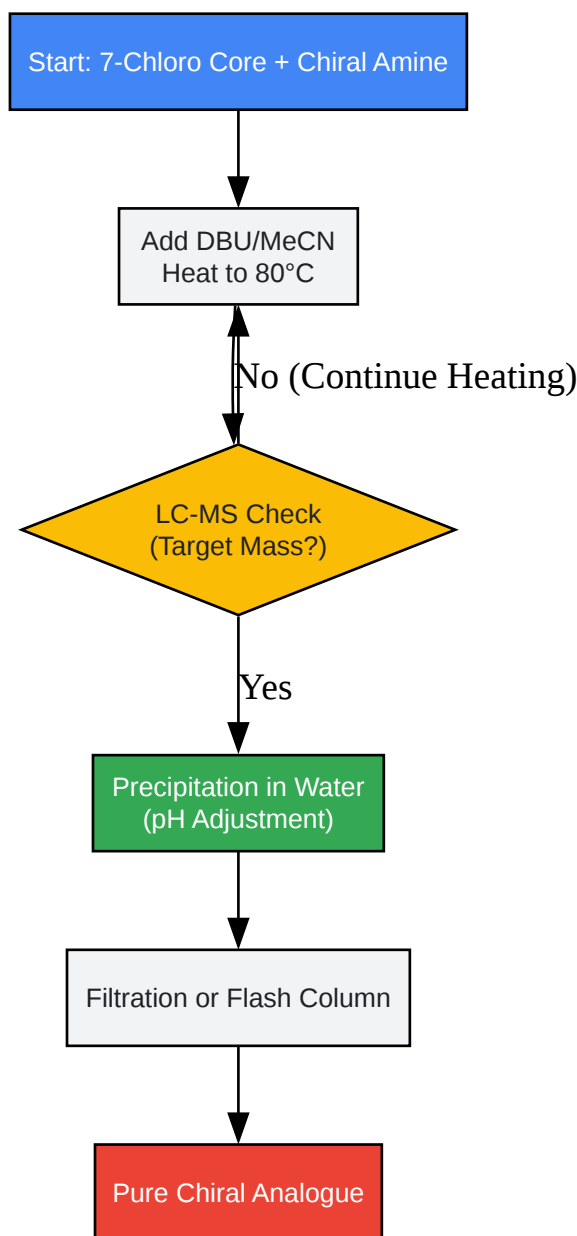 Start: 7-Chloro Core + Chiral Amine
Add DBU/MeCN
Heat to 80°C
No (Continue Heating)
LC-MS Check
(Target Mass?)
Yes
Precipitation in Water
(pH Adjustment)
Filtration or Flash Column
Pure Chiral Analogue